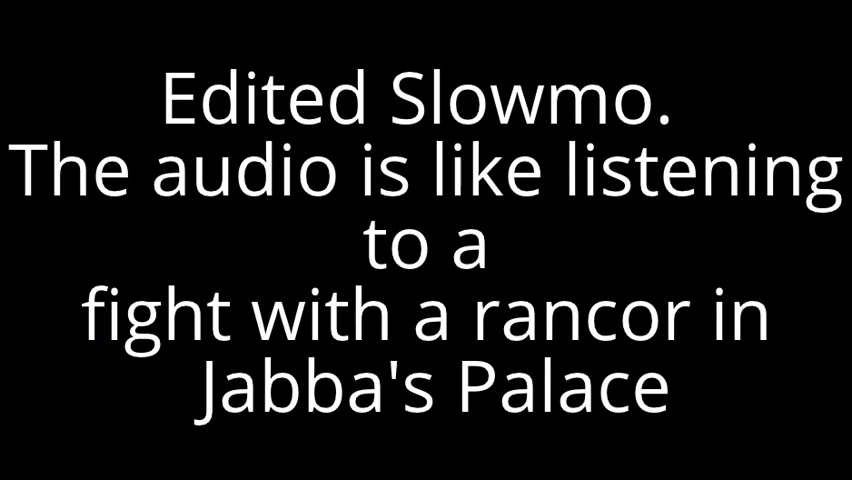 Edited Slowmo.
The audio is like listening
to a
fight with a rancor in
Jabba's Palace